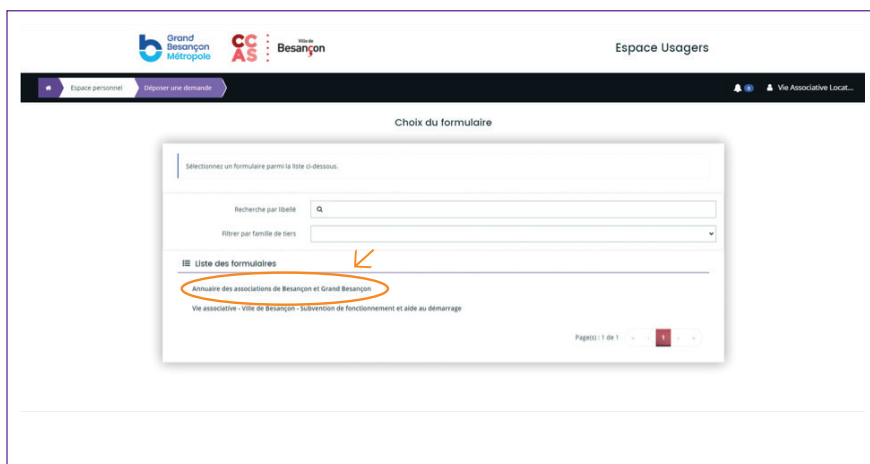 Grand
Besançon
Métropole
CC
AS
Ville de
Besançon
Espace Usagers
Espace personnel
Déposer une demande
0
Vie Associative Locat...
Choix du formulaire
Sélectionnez un formulaire parmi la liste ci-dessous.
Recherche par libellé
Filtrer par famille de tiers
Liste des formulaires
Annuaire des associations de Besançon et Grand Besançon
Vie associative - Ville de Besançon - Subvention de fonctionnement et aide au démarrage
Page(s) : 1 de 1 « ‹ 1 › »